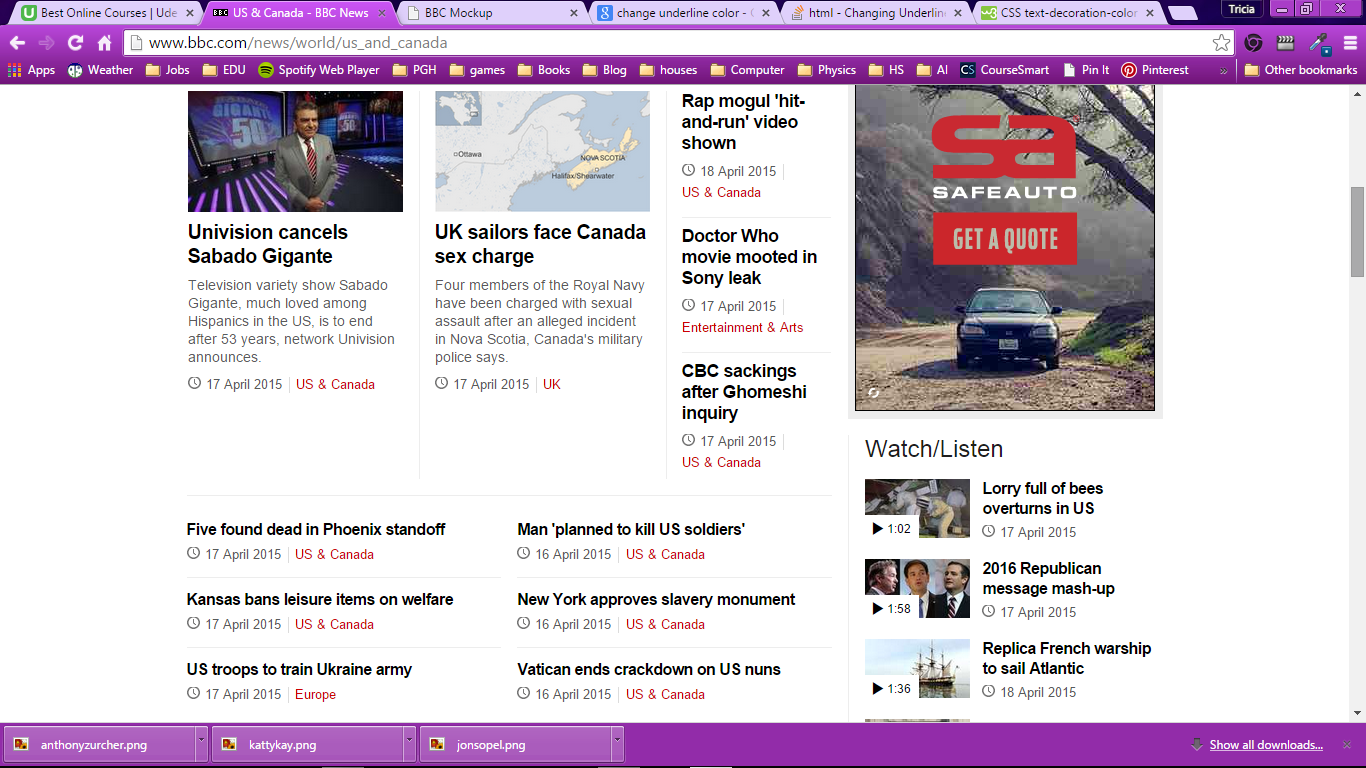 Best Online Courses | Ude
US & Canada - BBC News
BBC Mockup
change underline color - G
html - Changing Underlin
CSS text-decoration-color
Tricia
www.bbc.com/news/world/us_and_canada
Apps
Weather
Jobs
EDU
Spotify Web Player
PGH
games
Books
Blog
houses
Computer
Physics
HS
AI
CourseSmart
Pin It
Pinterest
»
Other bookmarks
SABADO
GIGANTE
50
Univision cancels
Sabado Gigante
Television variety show Sabado
Gigante, much loved among
Hispanics in the US, is to end
after 53 years, network Univision
announces.
17 April 2015 | US & Canada
Ottawa
NOVA SCOTIA
Halifax/Shearwater
UK sailors face Canada
sex charge
Four members of the Royal Navy
have been charged with sexual
assault after an alleged incident
in Nova Scotia, Canada's military
police says.
17 April 2015 | UK
Rap mogul 'hit-
and-run' video
shown
18 April 2015
US & Canada
Doctor Who
movie mooted in
Sony leak
17 April 2015
Entertainment & Arts
CBC sackings
after Ghomeshi
inquiry
17 April 2015
US & Canada
sa
SAFEAUTO
GET A QUOTE
Five found dead in Phoenix standoff
17 April 2015 | US & Canada
Kansas bans leisure items on welfare
17 April 2015 | US & Canada
US troops to train Ukraine army
17 April 2015 | Europe
Man 'planned to kill US soldiers'
16 April 2015 | US & Canada
New York approves slavery monument
16 April 2015 | US & Canada
Vatican ends crackdown on US nuns
16 April 2015 | US & Canada
Watch/Listen
1:02
Lorry full of bees
overturns in US
17 April 2015
1:58
2016 Republican
message mash-up
17 April 2015
1:36
Replica French warship
to sail Atlantic
18 April 2015
anthonyzurcher.png
kattykay.png
jonsopel.png
Show all downloads...